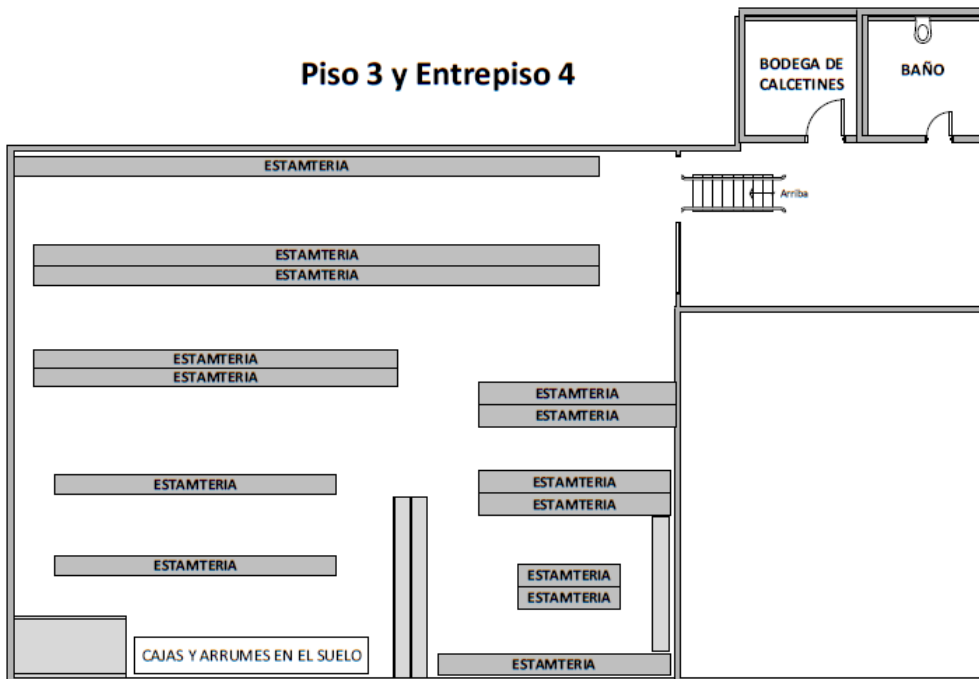 Piso 3 y Entrepiso 4
BODEGA DE
CALCETINES
BAÑO
ESTAMTERIA
Arriba
ESTAMTERIA
ESTAMTERIA
ESTAMTERIA
ESTAMTERIA
ESTAMTERIA
ESTAMTERIA
ESTAMTERIA
ESTAMTERIA
ESTAMTERIA
ESTAMTERIA
ESTAMTERIA
ESTAMTERIA
CAJAS Y ARRUMES EN EL SUELO
ESTAMTERIA